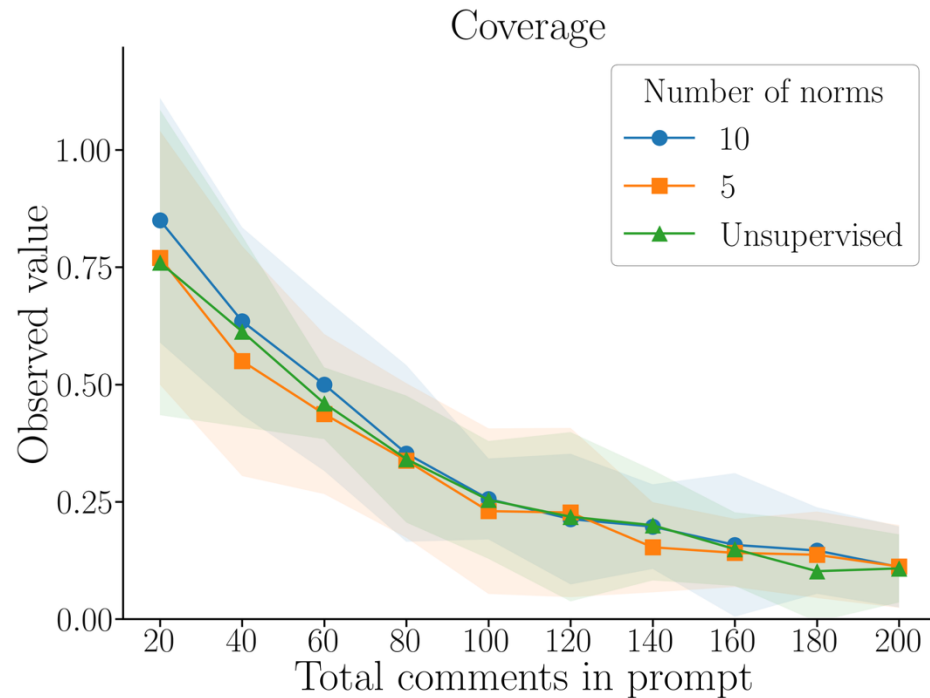 Coverage
Number of norms
10
5
Unsupervised
Observed value
1.00
0.75
0.50
0.25
0.00
20 40 60 80 100 120 140 160 180 200
Total comments in prompt